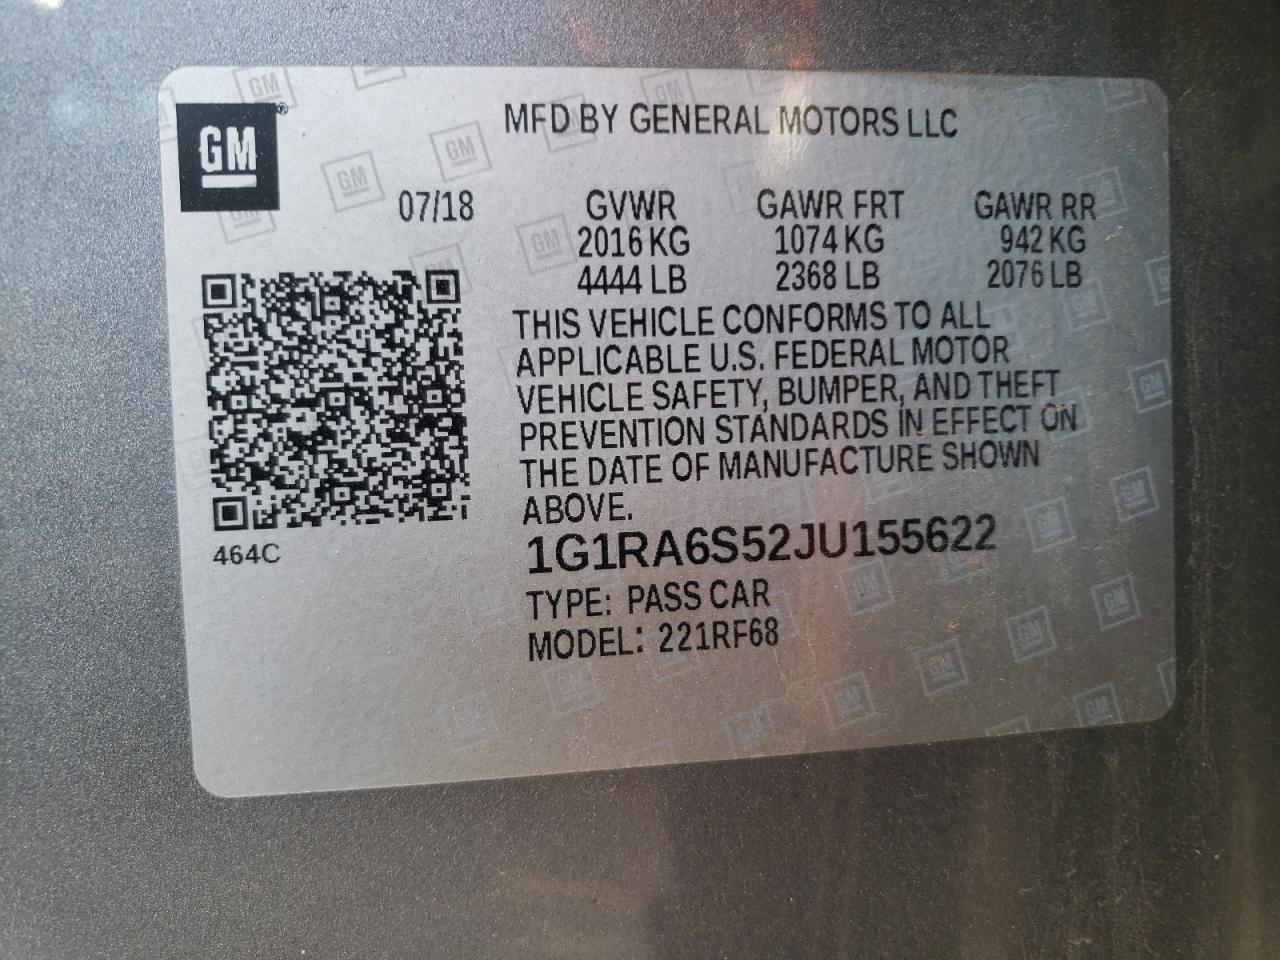 GM®
MFD BY GENERAL MOTORS LLC
07/18
GVWR GAWR FRT GAWR RR
2016 KG 1074 KG 942 KG
4444 LB 2368 LB 2076 LB
THIS VEHICLE CONFORMS TO ALL
APPLICABLE U.S. FEDERAL MOTOR
VEHICLE SAFETY, BUMPER, AND THEFT
PREVENTION STANDARDS IN EFFECT ON
THE DATE OF MANUFACTURE SHOWN
ABOVE.
464C
1G1RA6S52JU155622
TYPE: PASS CAR
MODEL: 221RF68